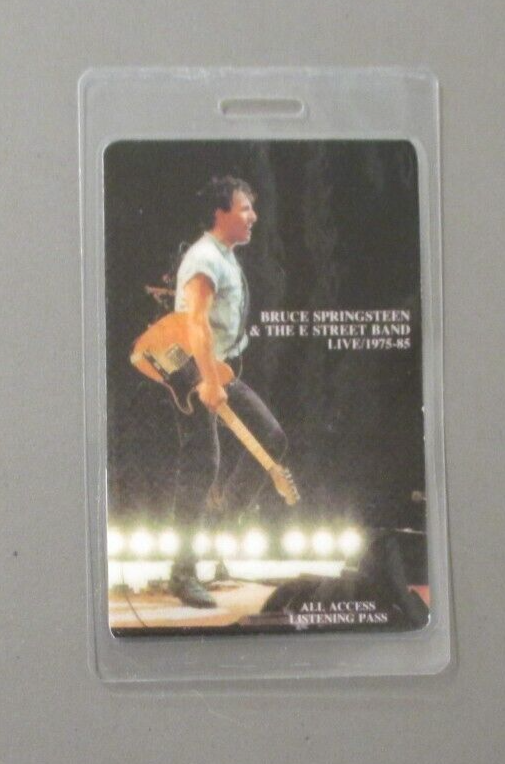 BRUCE SPRINGSTEEN
& THE E STREET BAND
LIVE/1975-85
ALL ACCESS
LISTENING PASS